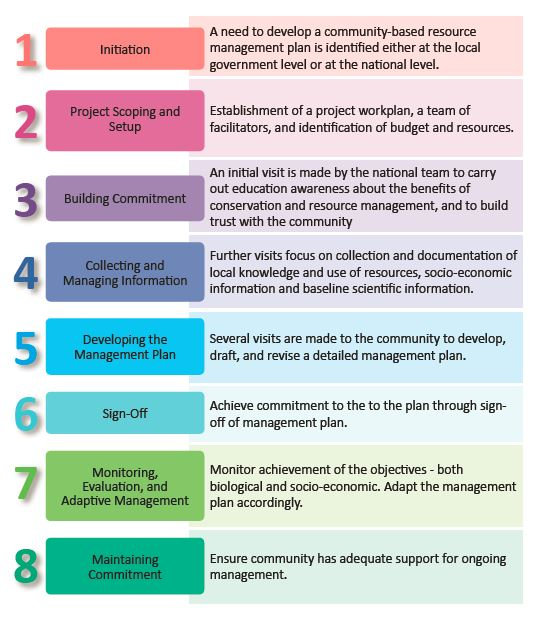 1
Initiation
A need to develop a community-based resource
management plan is identified either at the local
government level or at the national level.
2
Project Scoping and
Setup
Establishment of a project workplan, a team of
facilitators, and identification of budget and resources.
3
Building Commitment
An initial visit is made by the national team to carry
out education awareness about the benefits of
conservation and resource management, and to build
trust with the community
4
Collecting and
Managing Information
Further visits focus on collection and documentation of
local knowledge and use of resources, socio-economic
information and baseline scientific information.
5
Developing the
Management Plan
Several visits are made to the community to develop,
draft, and revise a detailed management plan.
6
Sign-Off
Achieve commitment to the to the plan through sign-
off of management plan.
7
Monitoring,
Evaluation, and
Adaptive Management
Monitor achievement of the objectives - both
biological and socio-economic. Adapt the management
plan accordingly.
8
Maintaining
Commitment
Ensure community has adequate support for ongoing
management.